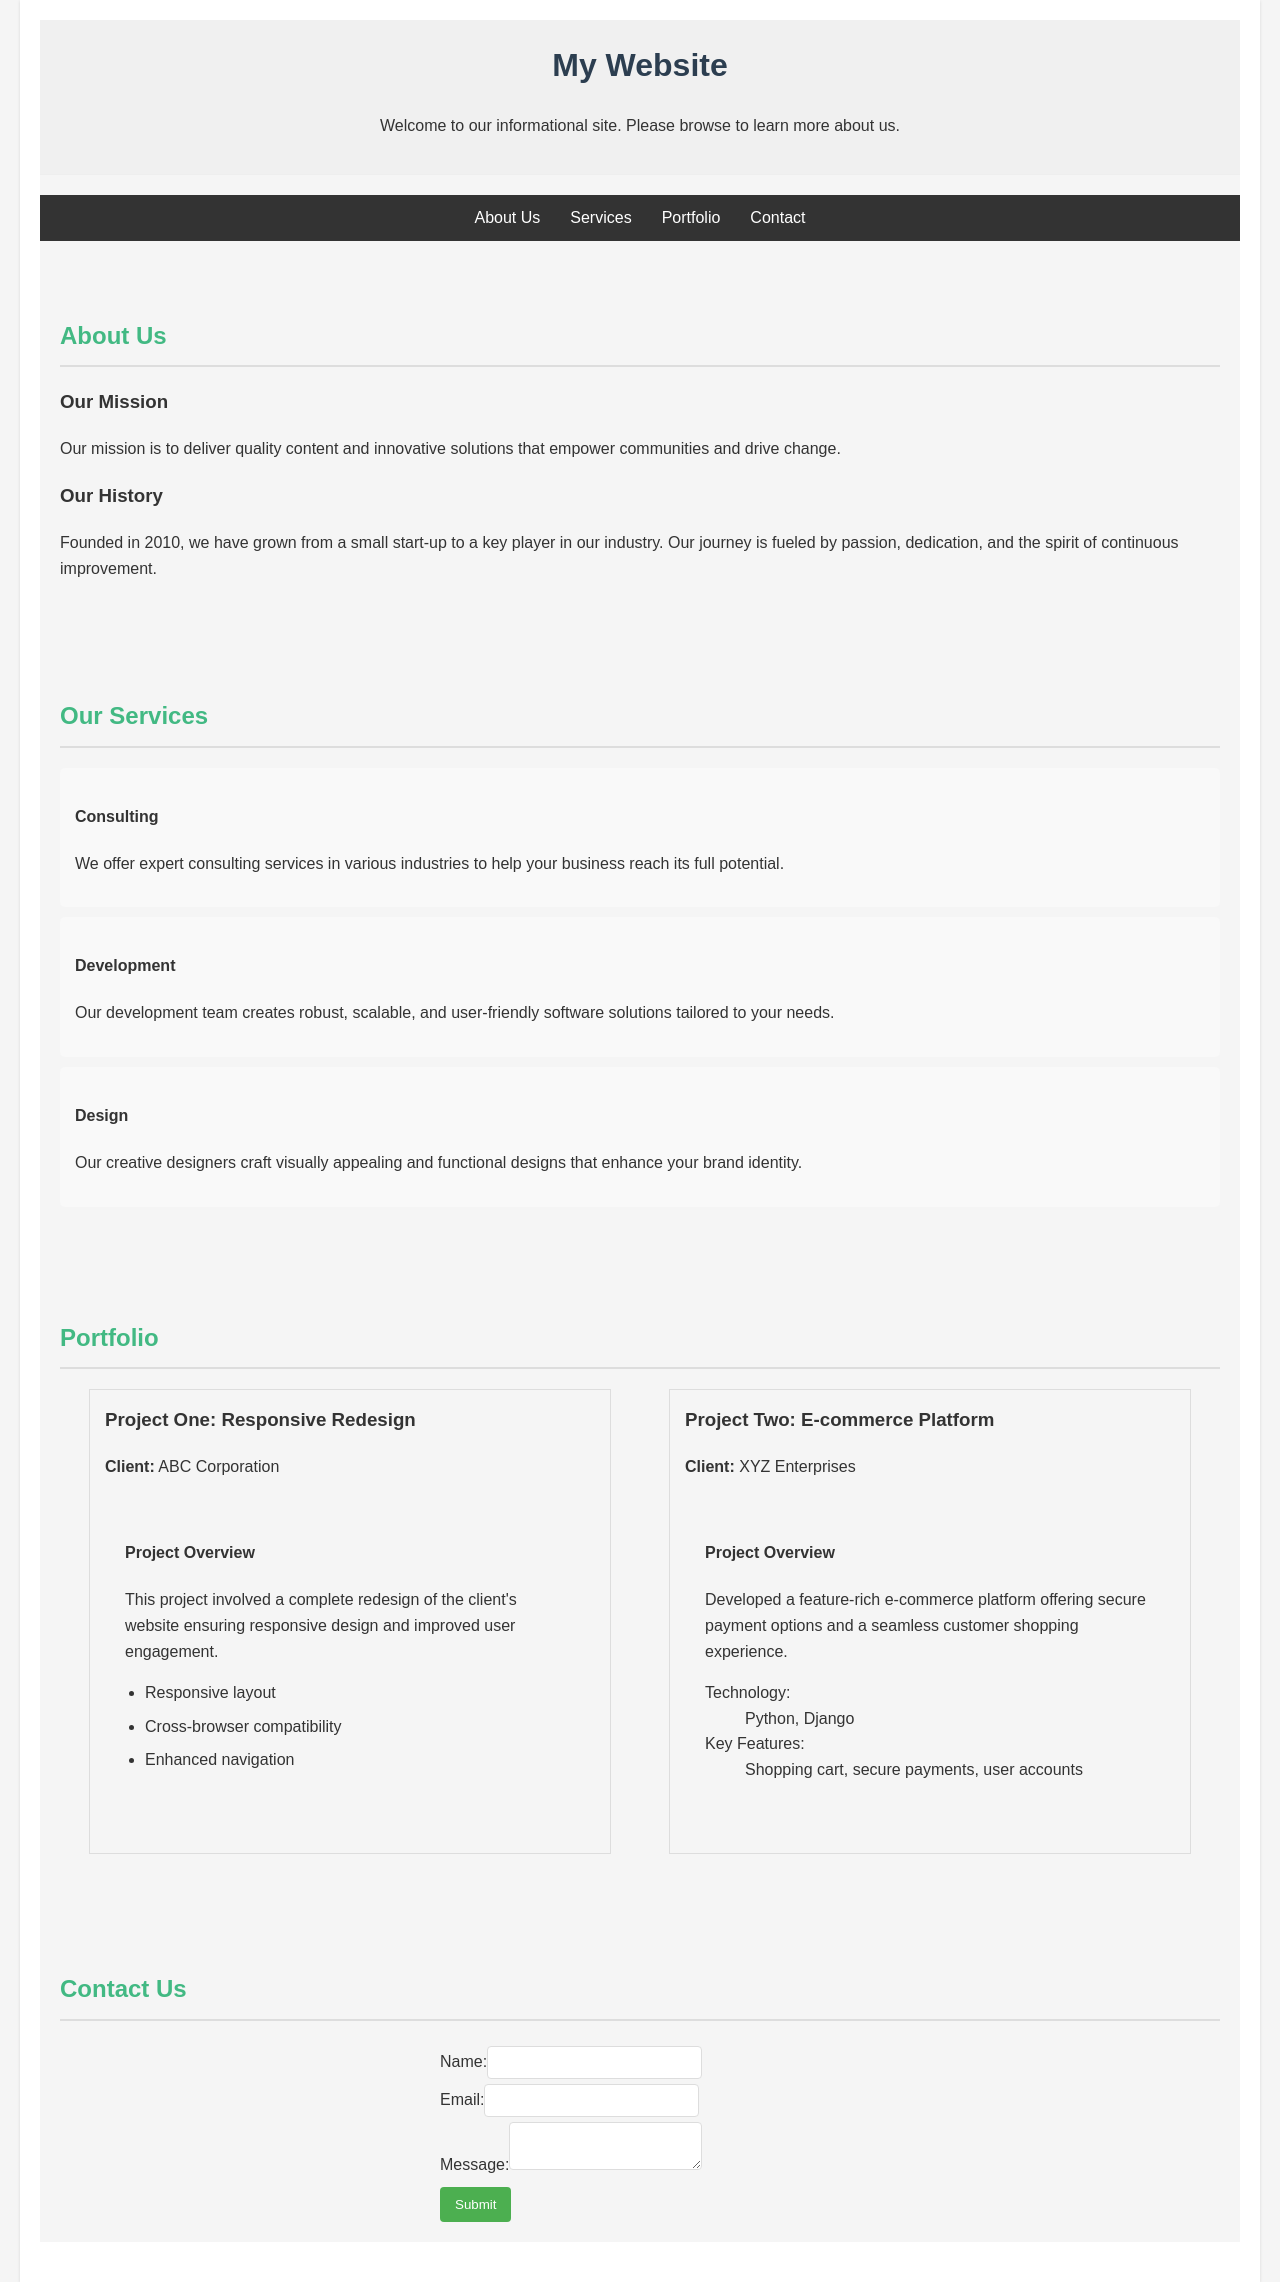 My Website
Welcome to our informational site. Please browse to learn more about us.
About Us
Services
Portfolio
Contact
About Us
Our Mission
Our mission is to deliver quality content and innovative solutions that empower communities and drive change.
Our History
Founded in 2010, we have grown from a small start-up to a key player in our industry. Our journey is fueled by passion, dedication, and the spirit of continuous
improvement.
Our Services
Consulting
We offer expert consulting services in various industries to help your business reach its full potential.
Development
Our development team creates robust, scalable, and user-friendly software solutions tailored to your needs.
Design
Our creative designers craft visually appealing and functional designs that enhance your brand identity.
Portfolio
Project One: Responsive Redesign
Client: ABC Corporation
Project Overview
This project involved a complete redesign of the client's
website ensuring responsive design and improved user
engagement.
Responsive layout
Cross-browser compatibility
Enhanced navigation
Project Two: E-commerce Platform
Client: XYZ Enterprises
Project Overview
Developed a feature-rich e-commerce platform offering secure
payment options and a seamless customer shopping
experience.
Technology:
Python, Django
Key Features:
Shopping cart, secure payments, user accounts
Contact Us
Name:
Email:
Message:
Submit